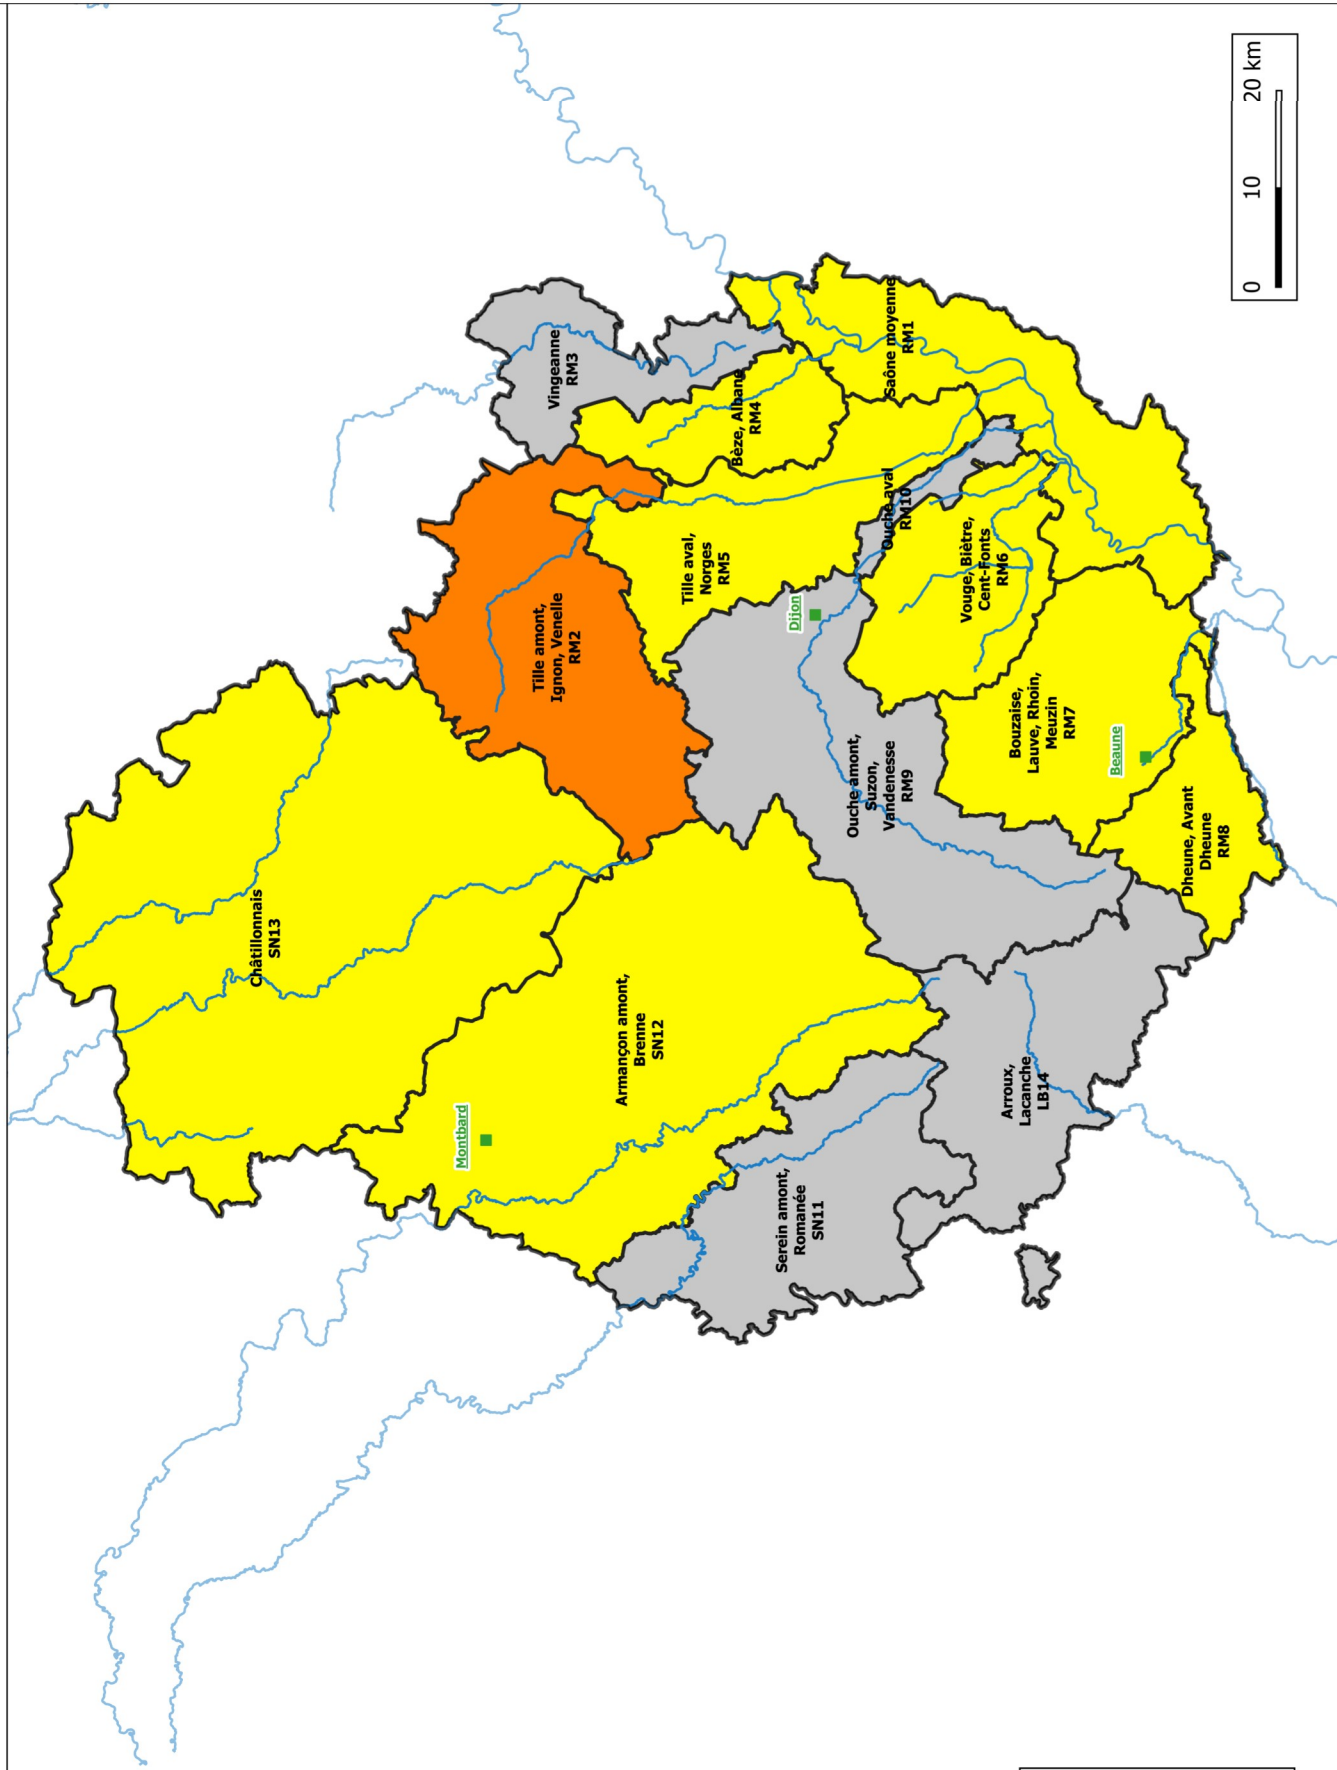 Châtillonnais
SN13
Montbard
Armançon amont,
Brenne
SN12
Tille amont,
Ignon, Venelle
RM2
Vingeanne
RM3
Serein amont,
Romanée
SN11
Tille aval,
Norges
RM5
Bèze, Albane
RM4
Dijon
Ouche amont,
Suzon,
Vandenesse
RM9
Ouche aval
RM10
Saône moyenne
RM1
Arroux,
Lacanche
LB14
Vouge, Biètre,
Cent-Fonts
RM6
Bouzaise,
Lauve, Rhoin,
Meuzin
RM7
Beaune
Dheune, Avant
Dheune
RM8
0 10 20 km